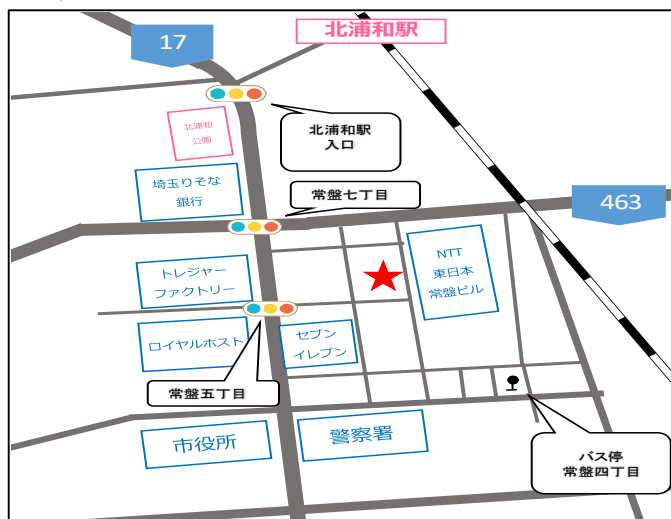 北浦和駅
17
北浦和
公園
北浦和駅
入口
埼玉りそな
銀行
常盤七丁目
463
トレジャー
ファクトリー
NTT
東日本
常盤ビル
ロイヤルホスト
セブン
イレブン
常盤五丁目
市役所
警察署
バス停
常盤四丁目